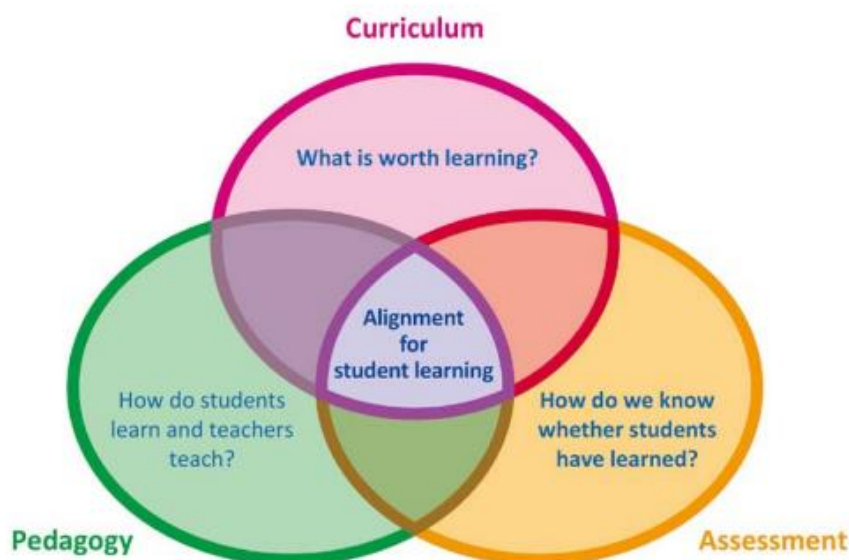 Curriculum
What is worth learning?
Alignment
for
student learning
How do students
learn and teachers
teach?
How do we know
whether students
have learned?
Pedagogy
Assessment